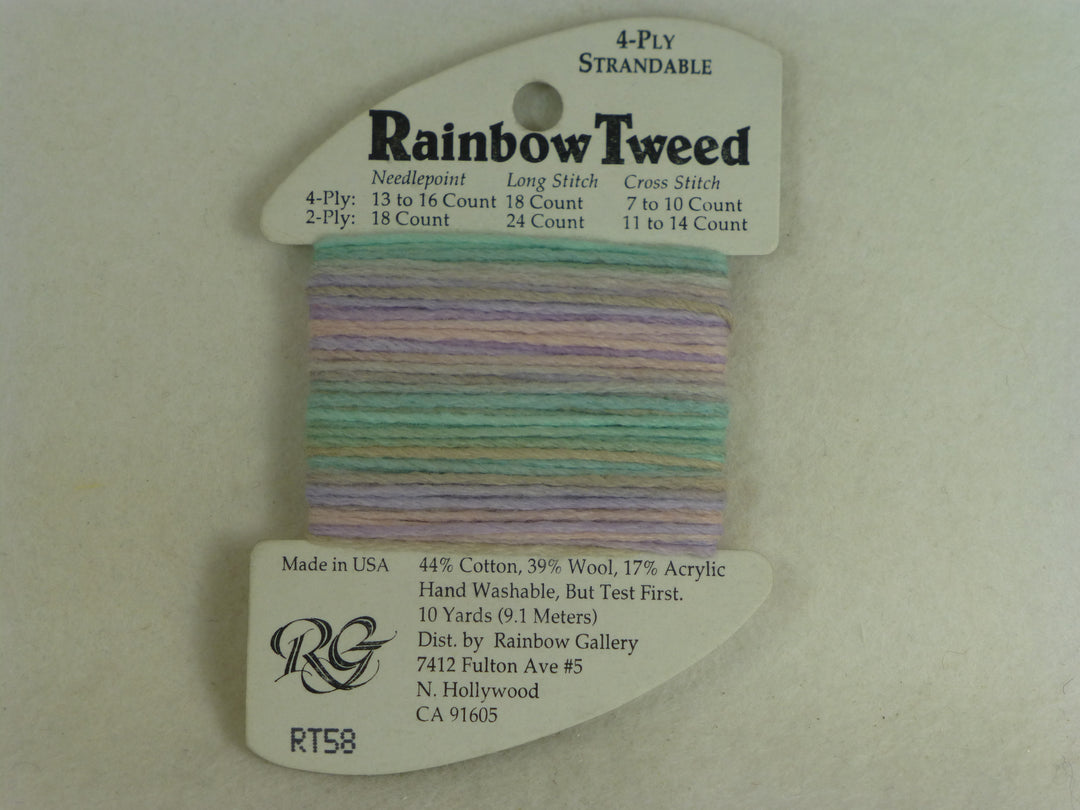 4-Ply
Strandable
Rainbow Tweed
Needlepoint Long Stitch Cross Stitch
4-Ply: 13 to 16 Count 18 Count 7 to 10 Count
2-Ply: 18 Count 24 Count 11 to 14 Count
Made in USA 44% Cotton, 39% Wool, 17% Acrylic
Hand Washable, But Test First.
10 Yards (9.1 Meters)
Dist. by Rainbow Gallery
7412 Fulton Ave #5
N. Hollywood
CA 91605
RG
RT58